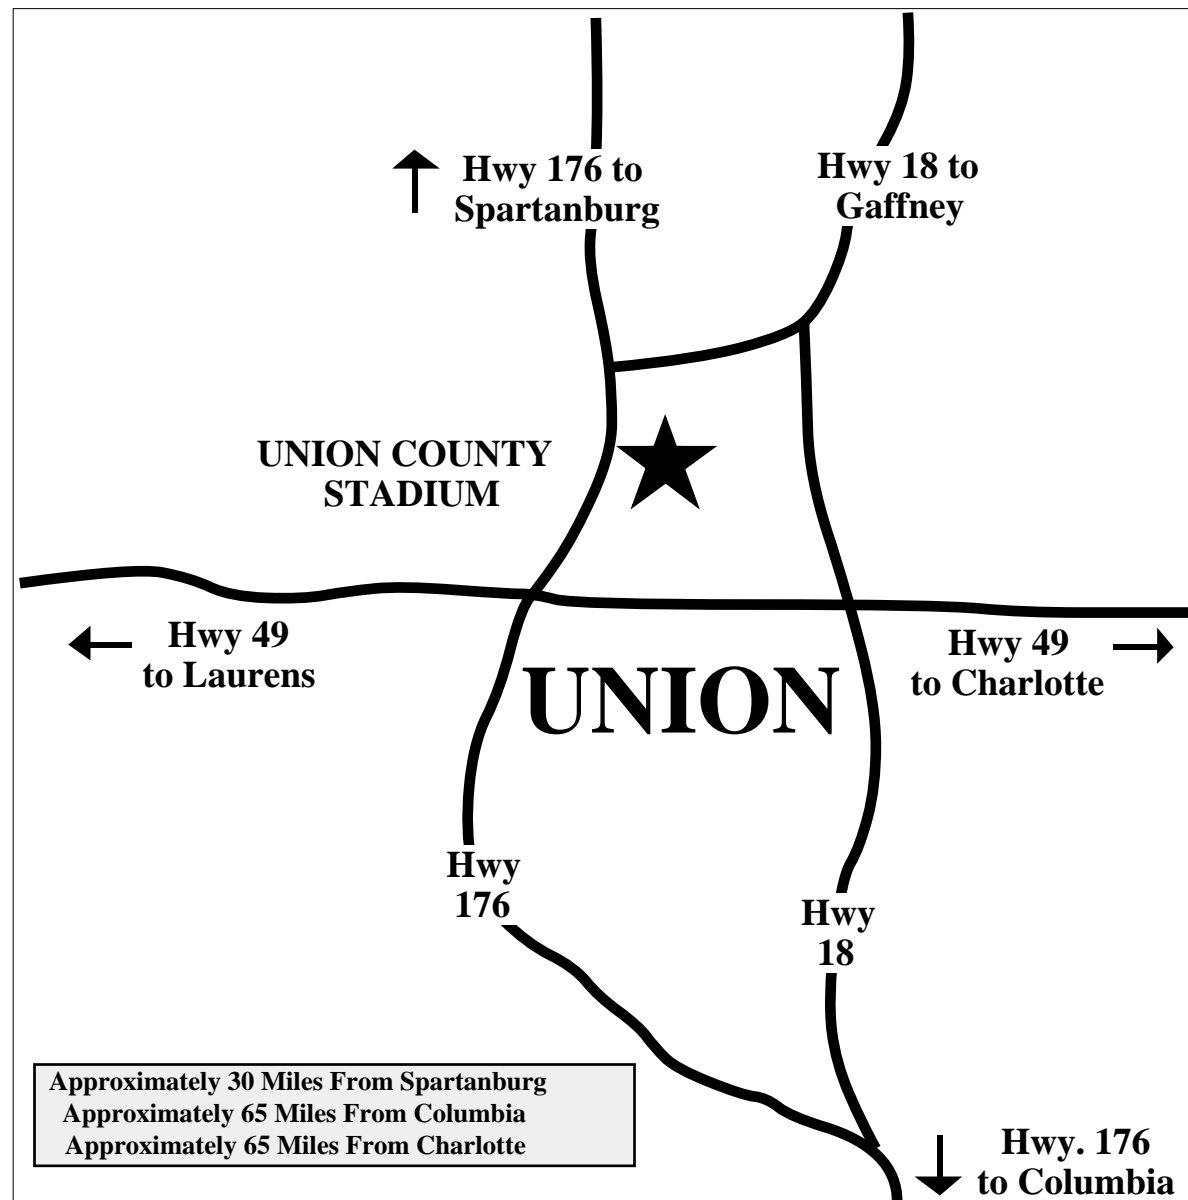 Hwy 176 to
Spartanburg
Hwy 18 to
Gaffney
UNION COUNTY
STADIUM
Hwy 49
to Laurens
Hwy 49
to Charlotte
UNION
Hwy
176
Hwy
18
Approximately 30 Miles From Spartanburg
Approximately 65 Miles From Columbia
Approximately 65 Miles From Charlotte
Hwy. 176
to Columbia